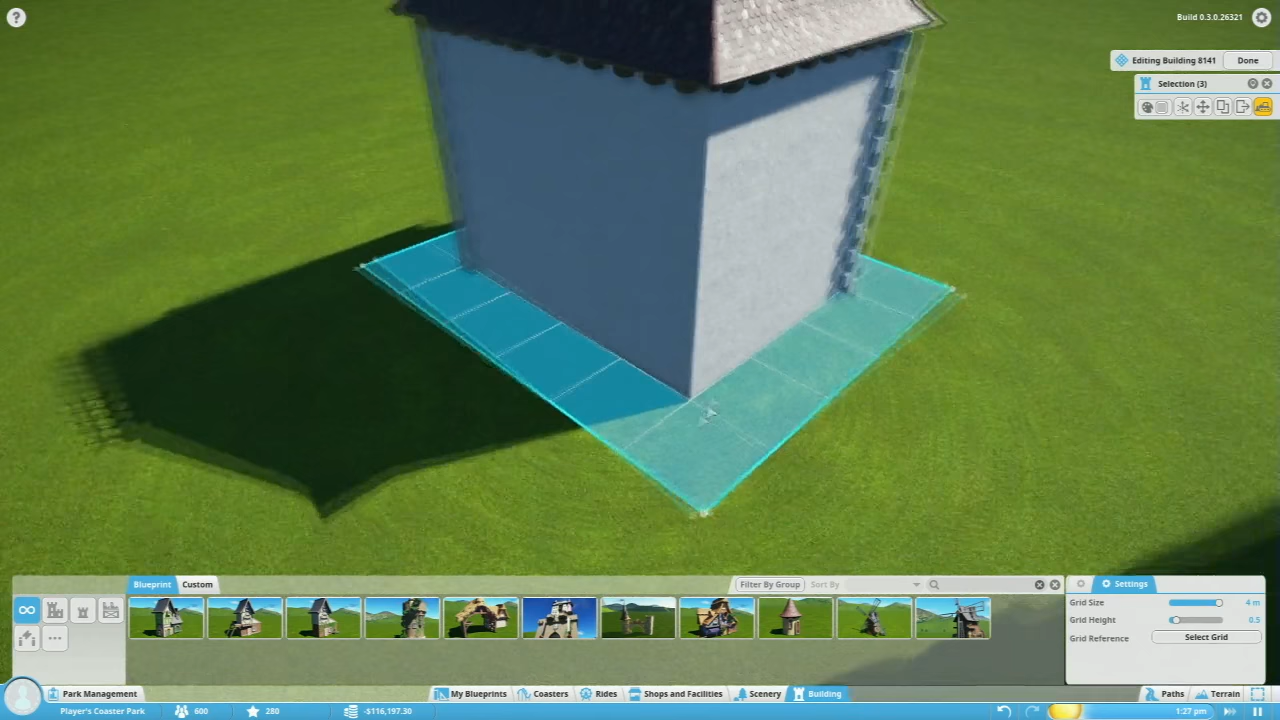 ?
Build 0.3.0.26321
Editing Building 8141 Done
Selection (3)
Blueprint Custom Filter By Group Sort By Settings
Grid Size 4 m
Grid Height 0.5
Grid Reference Select Grid
Park Management My Blueprints Coasters Rides Shops and Facilities Scenery Building Paths Terrain
Player's Coaster Park 600 280 -$116,197.30 1:27 pm